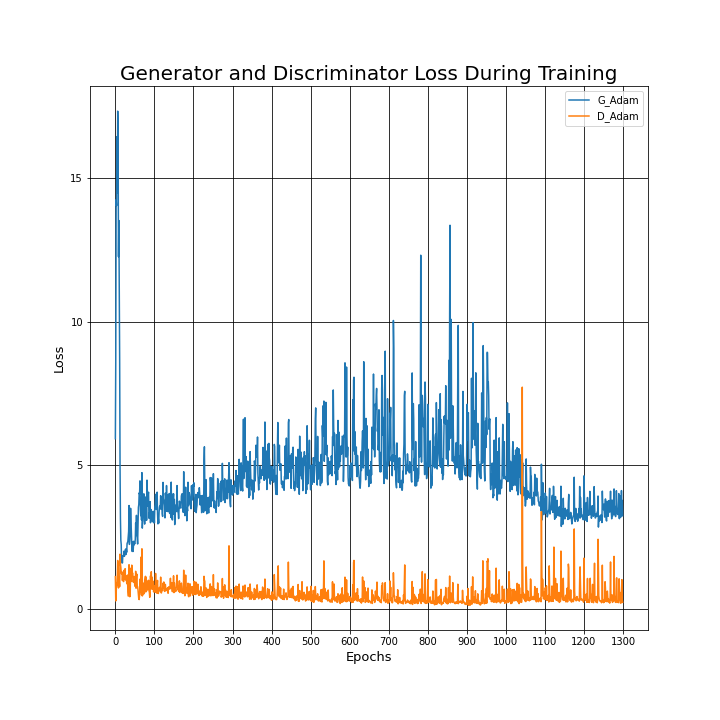 Generator and Discriminator Loss During Training
G_Adam
D_Adam
15
10
5
0
Loss
0 100 200 300 400 500 600 700 800 900 1000 1100 1200 1300
Epochs